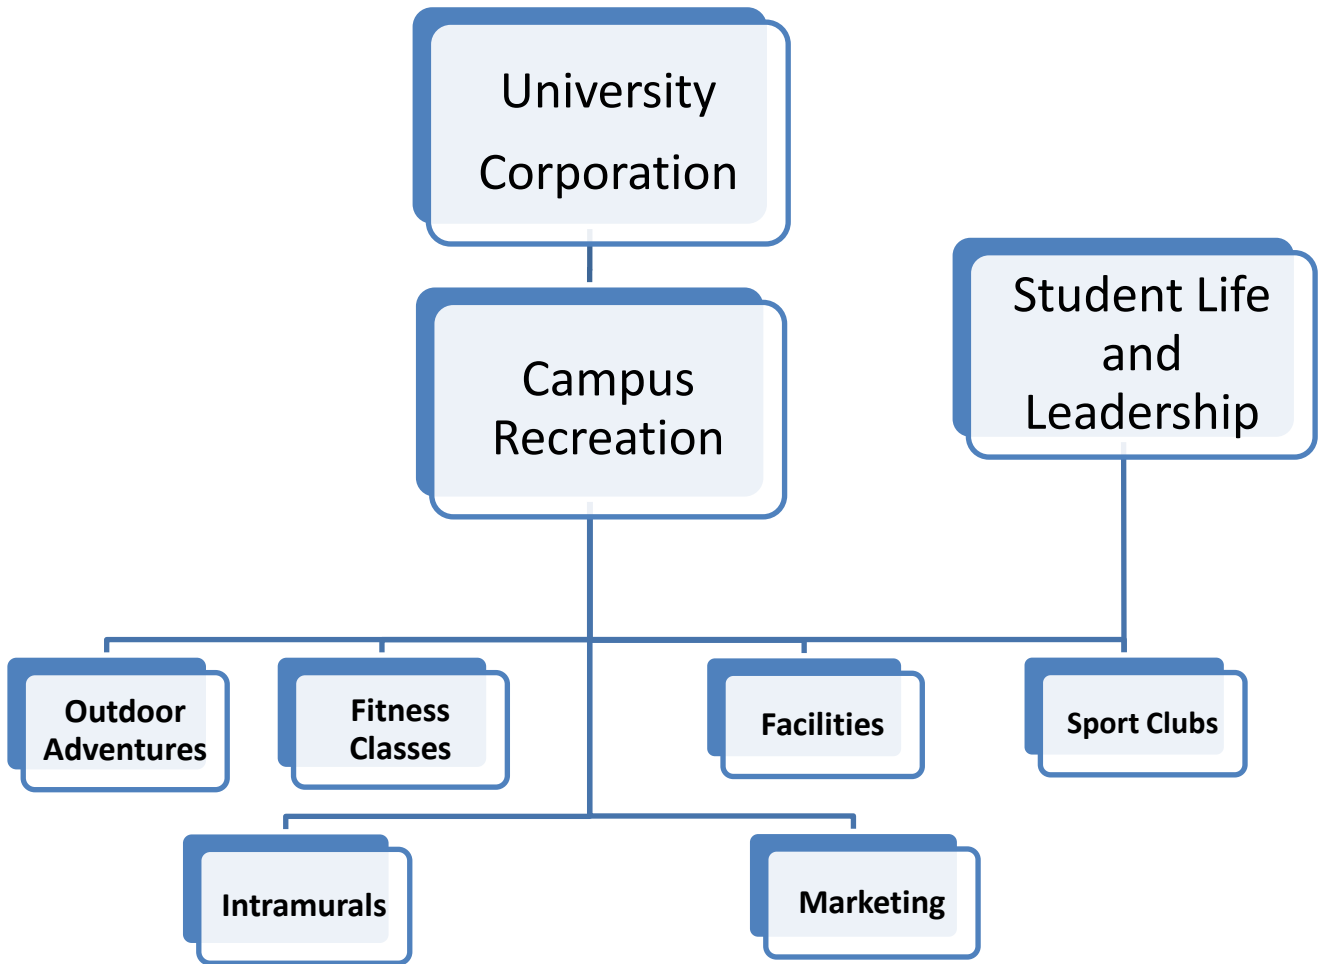 University
Corporation
Campus
Recreation
Student Life
and
Leadership
Outdoor
Adventures
Fitness
Classes
Facilities
Sport Clubs
Intramurals
Marketing